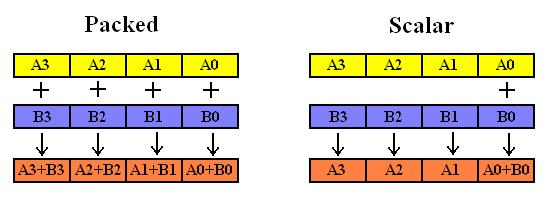 Packed Scalar
A3 A2 A1 A0 A3 A2 A1 A0
+ + + + +
B3 B2 B1 B0 B3 B2 B1 B0
A3+B3 A2+B2 A1+B1 A0+B0 A3 A2 A1 A0+B0